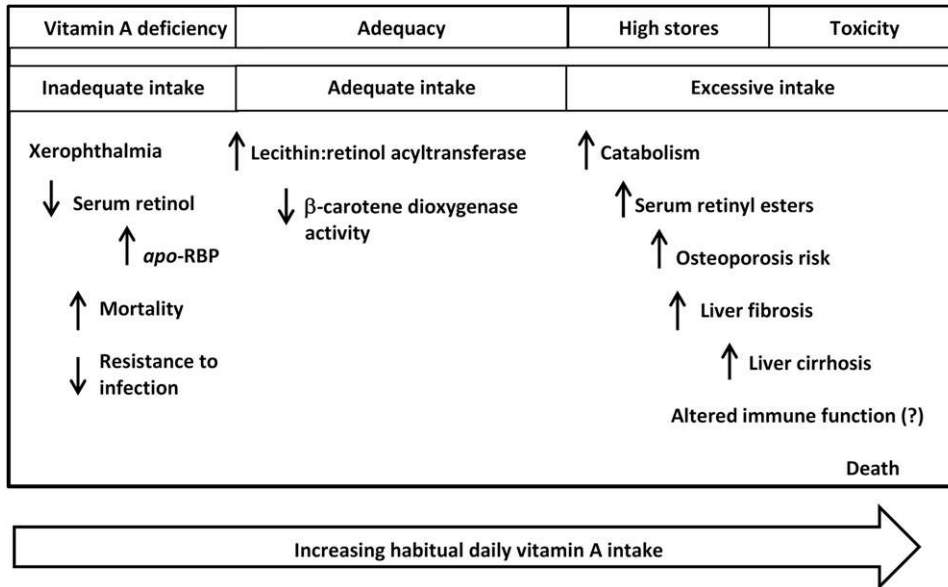 Vitamin A deficiency
Adequacy
High stores
Toxicity
Inadequate intake
Adequate intake
Excessive intake
Xerophthalmia
↓ Serum retinol
↑ apo-RBP
↑ Mortality
↓ Resistance to
infection
↑ Lecithin:retinol acyltransferase
↓ β-carotene dioxygenase
activity
↑ Catabolism
↑ Serum retinyl esters
↑ Osteoporosis risk
↑ Liver fibrosis
↑ Liver cirrhosis
Altered immune function (?)
Death
Increasing habitual daily vitamin A intake